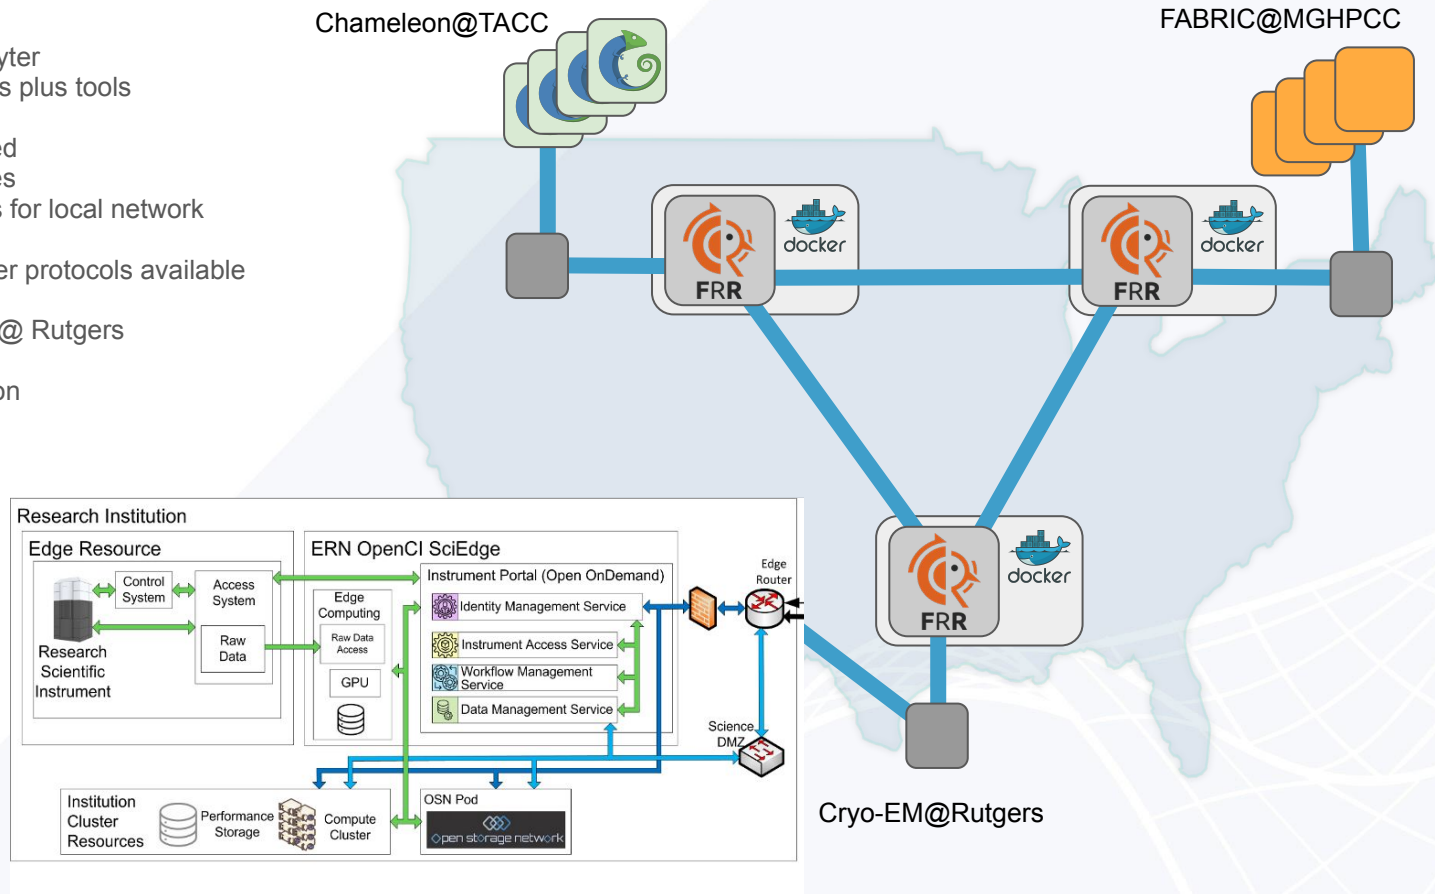 Chameleon@TACC
FABRIC@MGHPCC
yter
s plus tools
ed
es
s for local network
er protocols available
@ Rutgers
on
docker
FRR
docker
FRR
docker
FRR
Cryo-EM@Rutgers
Research Institution
Edge Resource
Control
System
Access
System
Raw
Data
Research
Scientific
Instrument
ERN OpenCI SciEdge
Edge
Computing
Raw Data
Access
GPU
Instrument Portal (Open OnDemand)
Identity Management Service
Instrument Access Service
Workflow Management
Service
Data Management Service
Edge
Router
Science
DMZ
Institution
Cluster
Resources
Performance
Storage
Compute
Cluster
OSN Pod
open storage network